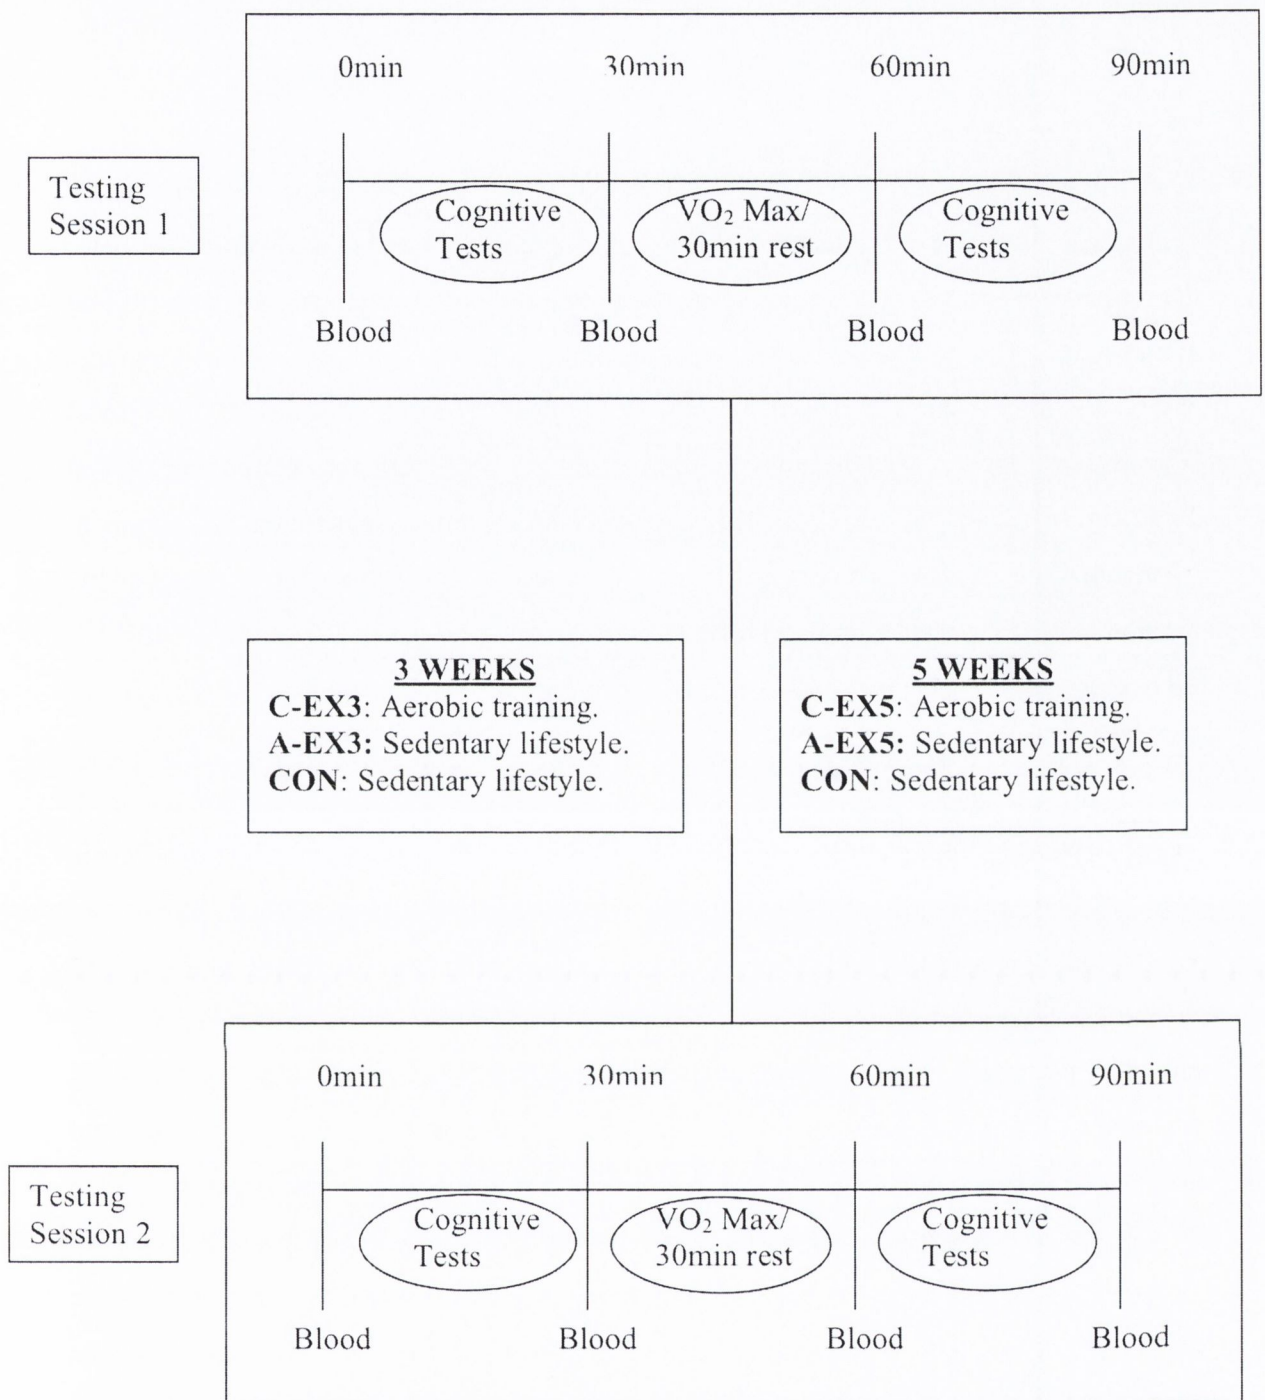 0min 30min 60min 90min
Testing
Session 1
Cognitive
Tests
VO₂ Max/
30min rest
Cognitive
Tests
Blood Blood Blood Blood
3 WEEKS
C-EX3: Aerobic training.
A-EX3: Sedentary lifestyle.
CON: Sedentary lifestyle.
5 WEEKS
C-EX5: Aerobic training.
A-EX5: Sedentary lifestyle.
CON: Sedentary lifestyle.
0min 30min 60min 90min
Testing
Session 2
Cognitive
Tests
VO₂ Max/
30min rest
Cognitive
Tests
Blood Blood Blood Blood